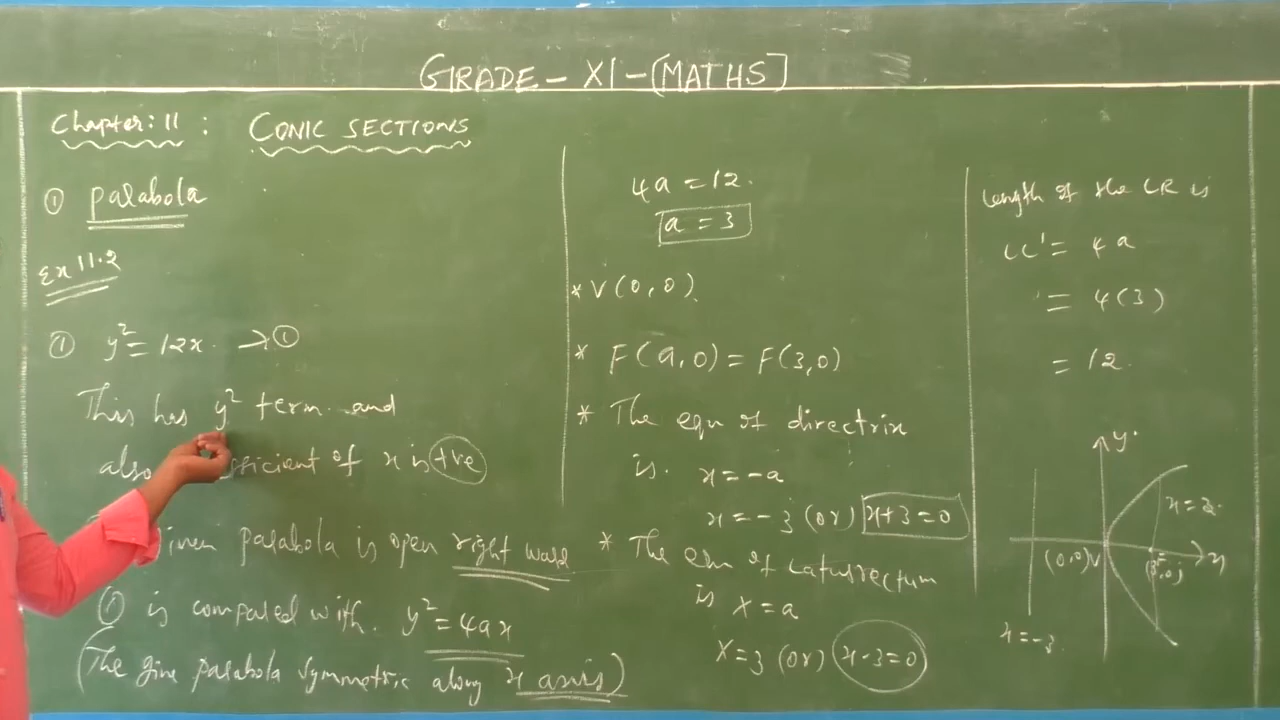 GRADE - XI - [MATHS]
Chapter: 11 : CONIC SECTIONS
① parabola
Ex 11.2
① y² = 12x. → ①
This has y² term and
also coefficient of x is +ve
Given parabola is open right ward
① is compared with. y² = 4ax
(The give parabola symmetric along x axis)
4a = 12.
a = 3
* V(0,0).
* F(a,0) = F(3,0)
* The eqn of directrix
is. x = -a
x = -3 (or) x+3=0
* The eqn of Latusrectum
is x = a
x = 3 (or) x-3=0
Length of the LR is
LL' = 4a
= 4(3)
= 12.
y
x = 3.
(0,0) V
(3,0)
x
x = -3